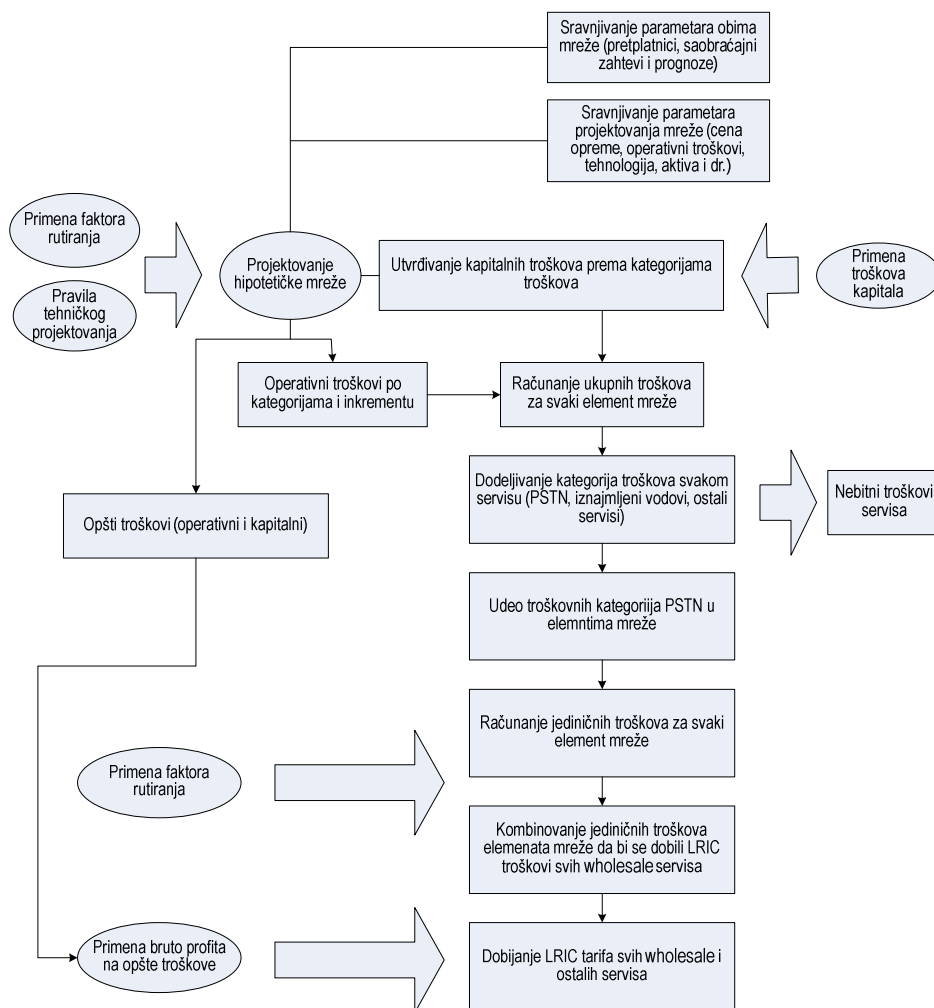 Sravnjivanje parametara obima
mreže (pretplatnici, saobraćajni
zahtevi i prognoze)
Sravnjivanje parametara
projektovanja mreže (cena
opreme, operativni troškovi,
tehnologija, aktiva i dr.)
Primena faktora
rutiranja
Pravila
tehničkog
projektovanja
Projektovanje
hipotetičke mreže
Utvrđivanje kapitalnih troškova prema kategorijama
troškova
Primena
troškova
kapitala
Operativni troškovi po
kategorijama i inkrementu
Računanje ukupnih troškova
za svaki element mreže
Dodeljivanje kategorija troškova svakom
servisu (PSTN, iznajmljeni vodovi, ostali
servisi)
Nebitni troškovi
servisa
Opšti troškovi (operativni i kapitalni)
Udeo troškovnih kategoriija PSTN u
elemntima mreže
Računanje jediničnih troškova za svaki
element mreže
Primena faktora
rutiranja
Kombinovanje jediničnih troškova
elemenata mreže da bi se dobili LRIC
troškovi svih wholesale servisa
Primena bruto profita
na opšte troškove
Dobijanje LRIC tarifa svih wholesale i
ostalih servisa